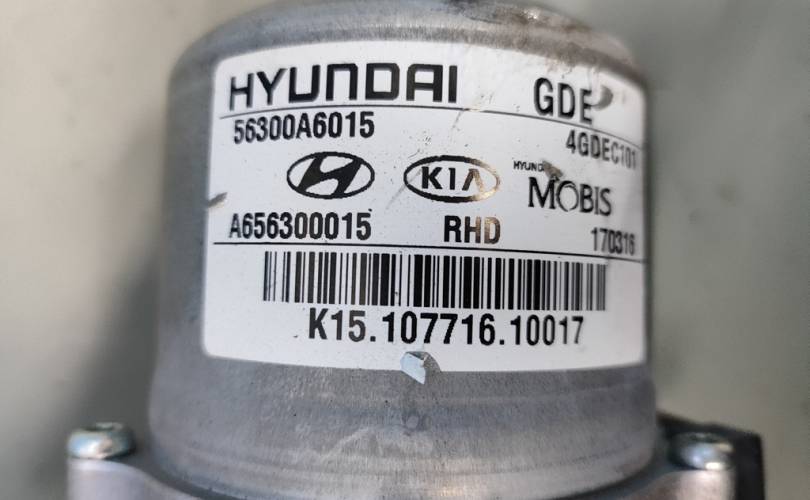 HYUNDAI GDE
56300A6015 4GDEC101
KIA HYUNDAI MOBIS
A656300015 RHD 170316
K15.107716.10017